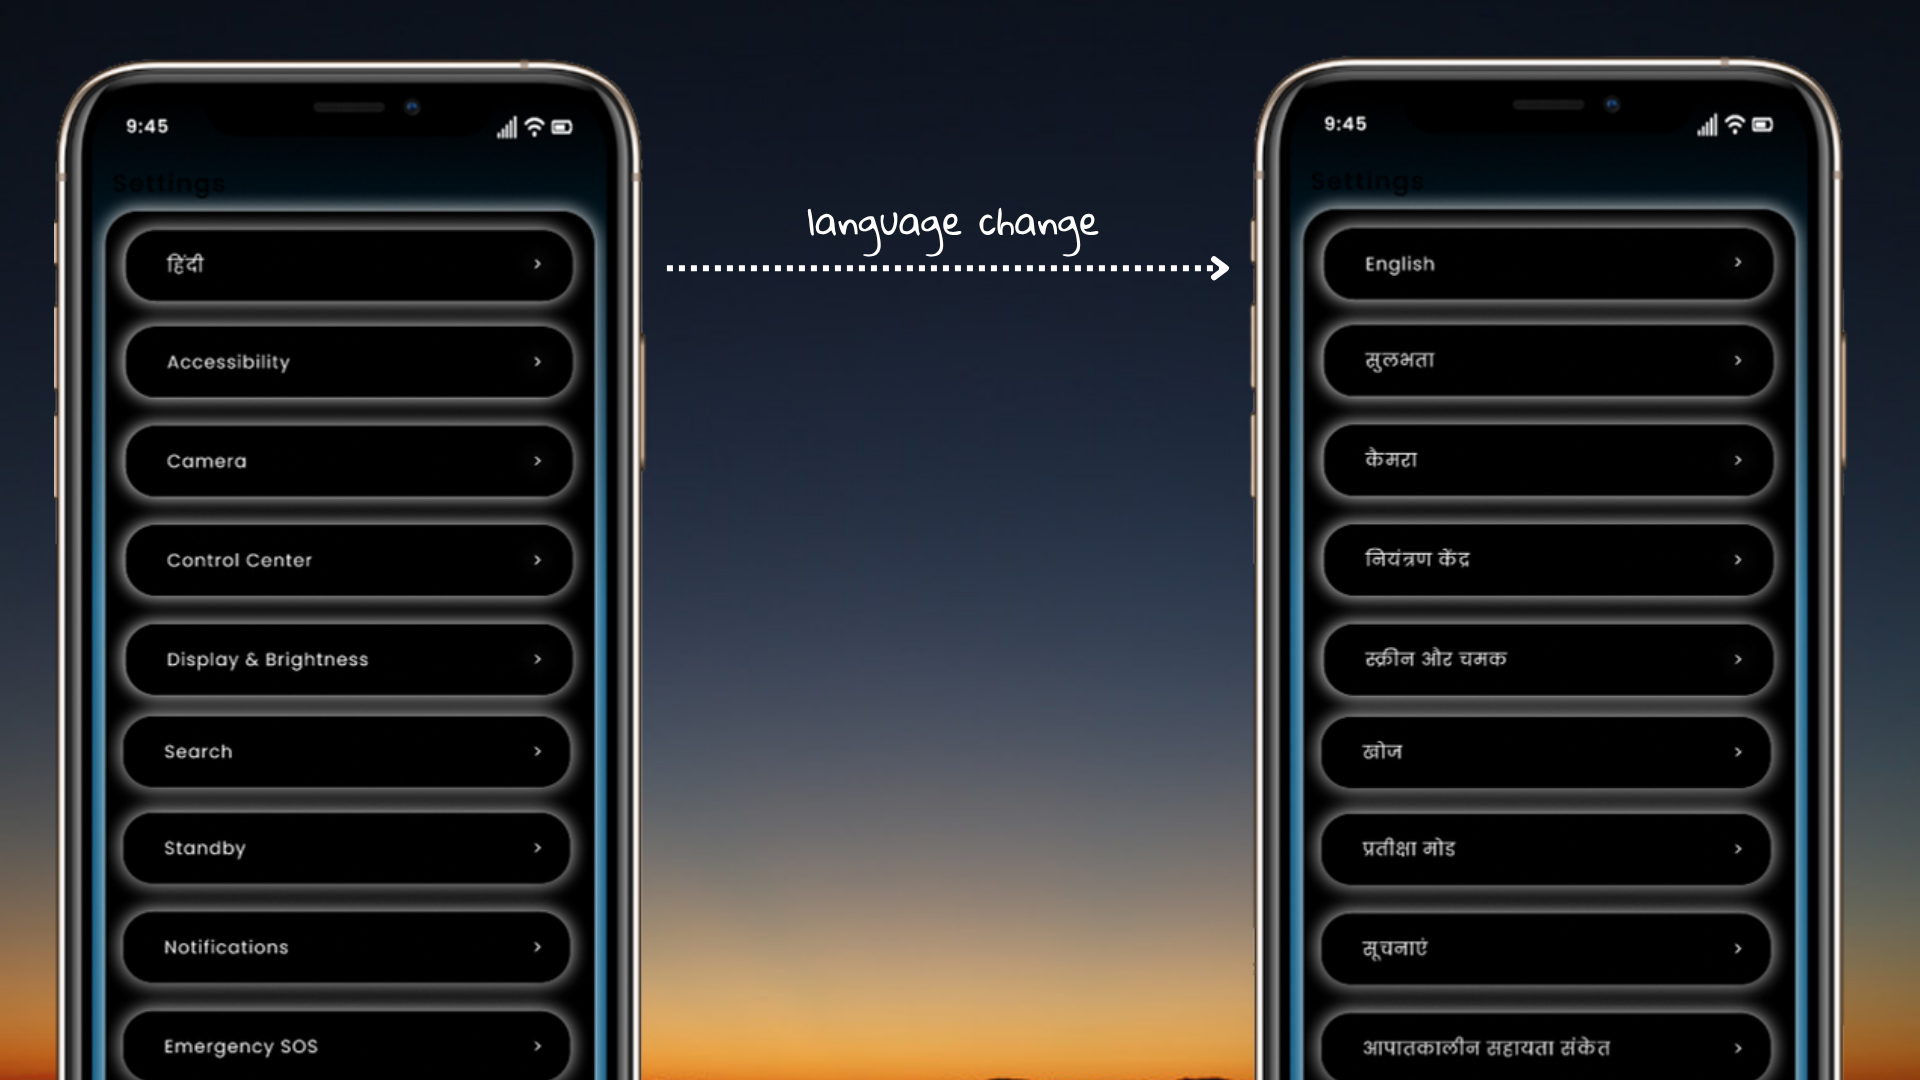 9:45
Settings
हिंदी
Accessibility
Camera
Control Center
Display & Brightness
Search
Standby
Notifications
Emergency SOS
language change
9:45
Settings
English
सुलभता
कैमरा
नियंत्रण केंद्र
स्क्रीन और चमक
खोज
प्रतीक्षा मोड
सूचनाएं
आपातकालीन सहायता संकेत